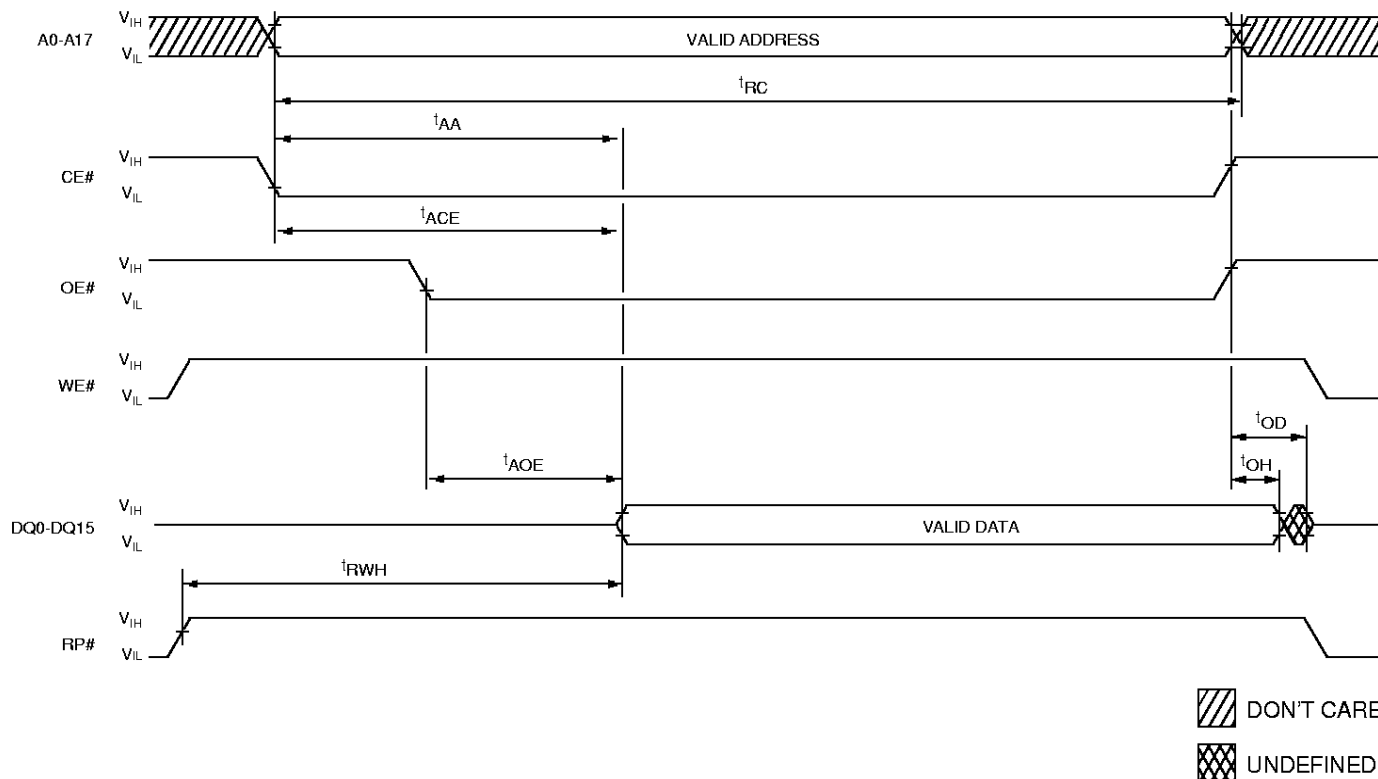 VIH
A0-A17
VALID ADDRESS
VIL
tRC
tAA
VIH
CE#
VIL
tACE
VIH
OE#
VIL
VIH
WE#
VIL
tOD
tAOE
tOH
VIH
DQ0-DQ15
VALID DATA
VIL
tRWH
VIH
RP#
VIL
DON'T CARE
UNDEFINED